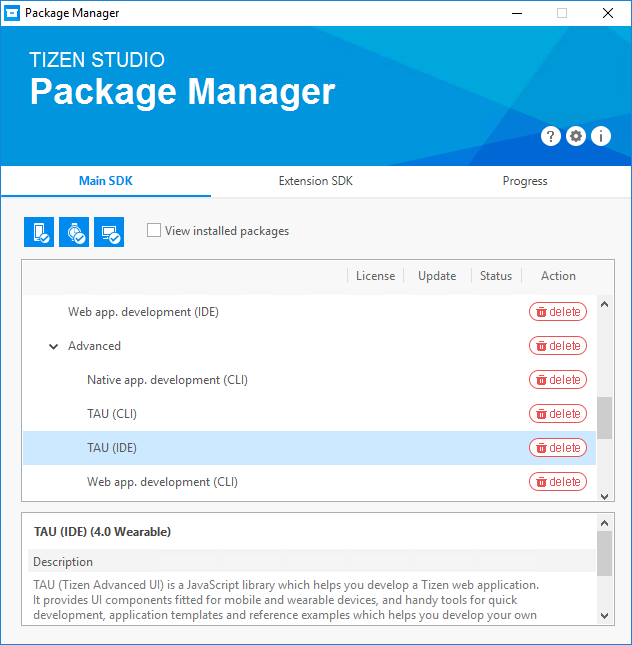 Package Manager
TIZEN STUDIO
Package Manager
? i
Main SDK Extension SDK Progress
View installed packages
License Update Status Action
Web app. development (IDE) delete
Advanced delete
Native app. development (CLI) delete
TAU (CLI) delete
TAU (IDE) delete
Web app. development (CLI) delete
TAU (IDE) (4.0 Wearable)
Description
TAU (Tizen Advanced UI) is a JavaScript library which helps you develop a Tizen web application.
It provides UI components fitted for mobile and wearable devices, and handy tools for quick
development, application templates and reference examples which helps you develop your own